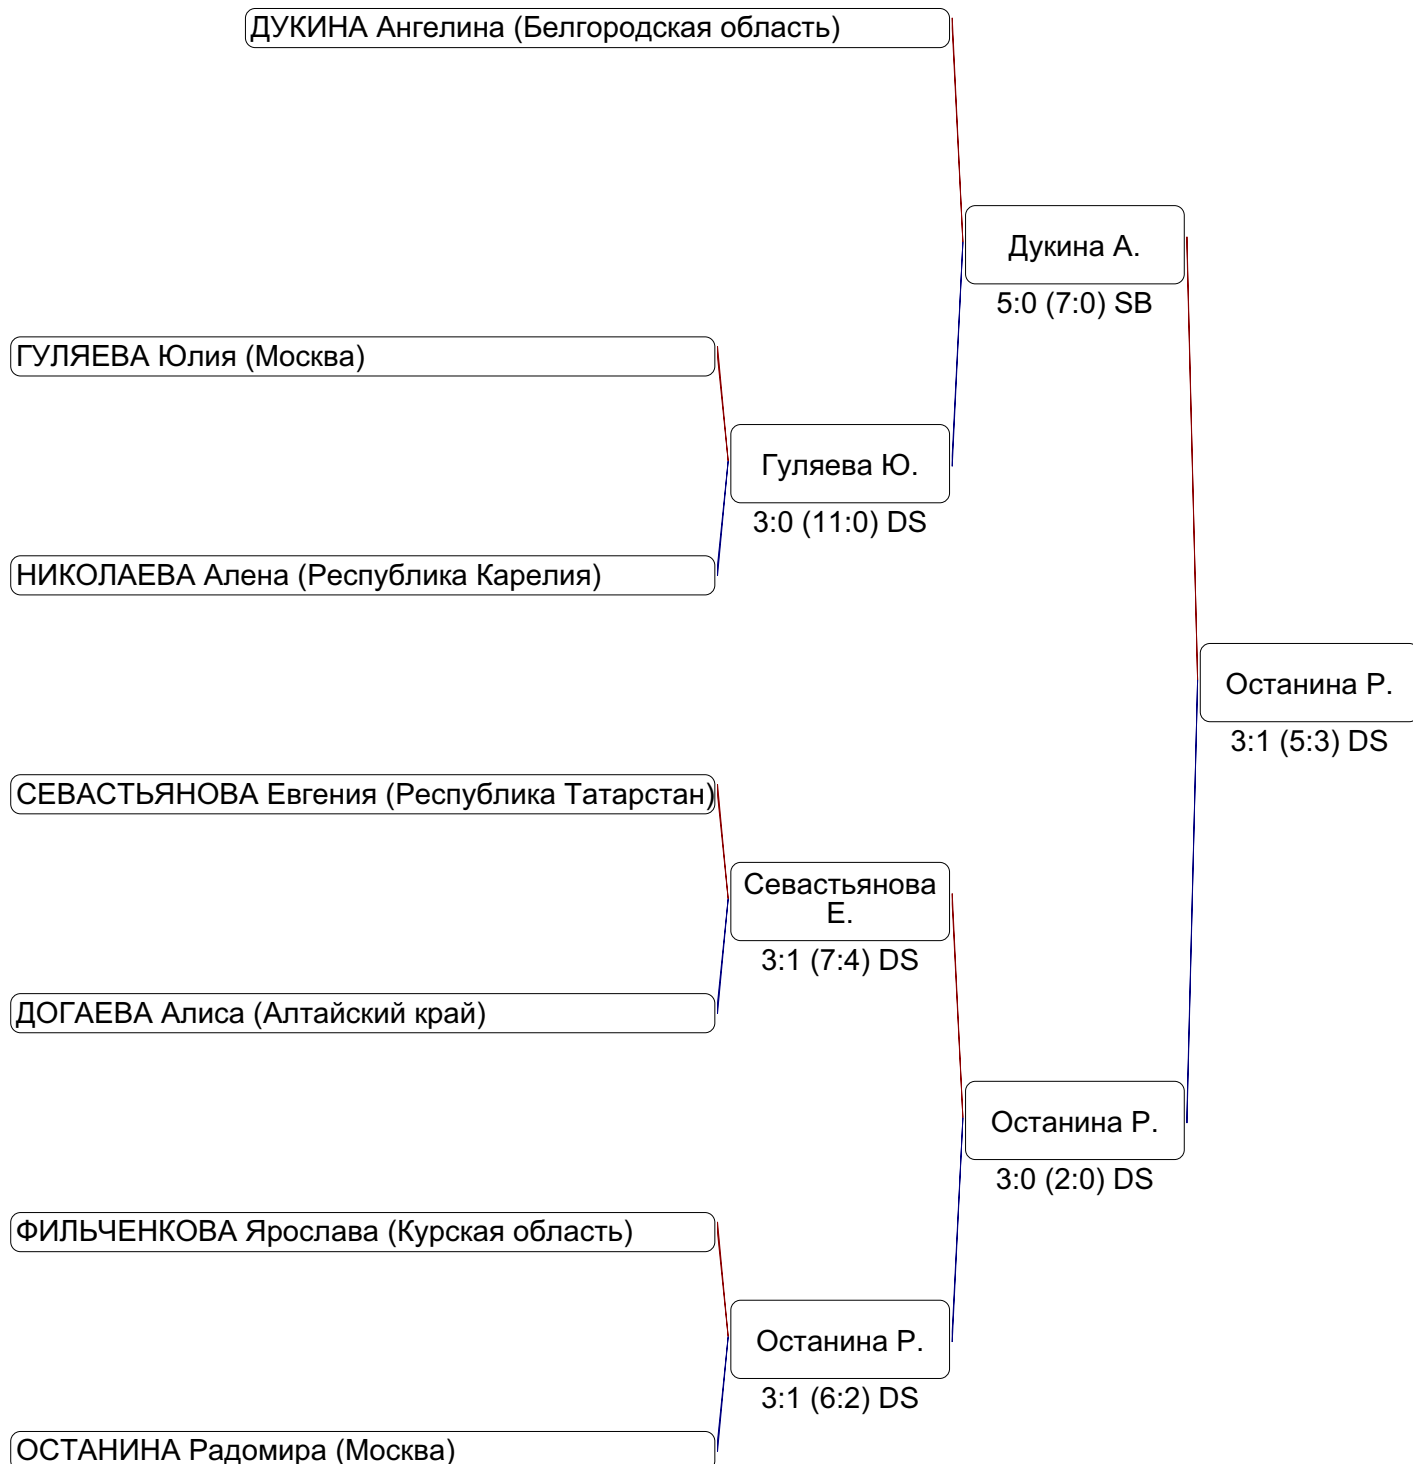 ДУКИНА Ангелина (Белгородская область)
Дукина А.
5:0 (7:0) SB
ГУЛЯЕВА Юлия (Москва)
Гуляева Ю.
3:0 (11:0) DS
НИКОЛАЕВА Алена (Республика Карелия)
Останина Р.
3:1 (5:3) DS
СЕВАСТЬЯНОВА Евгения (Республика Татарстан)
Севастьянова
Е.
3:1 (7:4) DS
ДОГАЕВА Алиса (Алтайский край)
Останина Р.
3:0 (2:0) DS
ФИЛЬЧЕНКОВА Ярослава (Курская область)
Останина Р.
3:1 (6:2) DS
ОСТАНИНА Радомира (Москва)